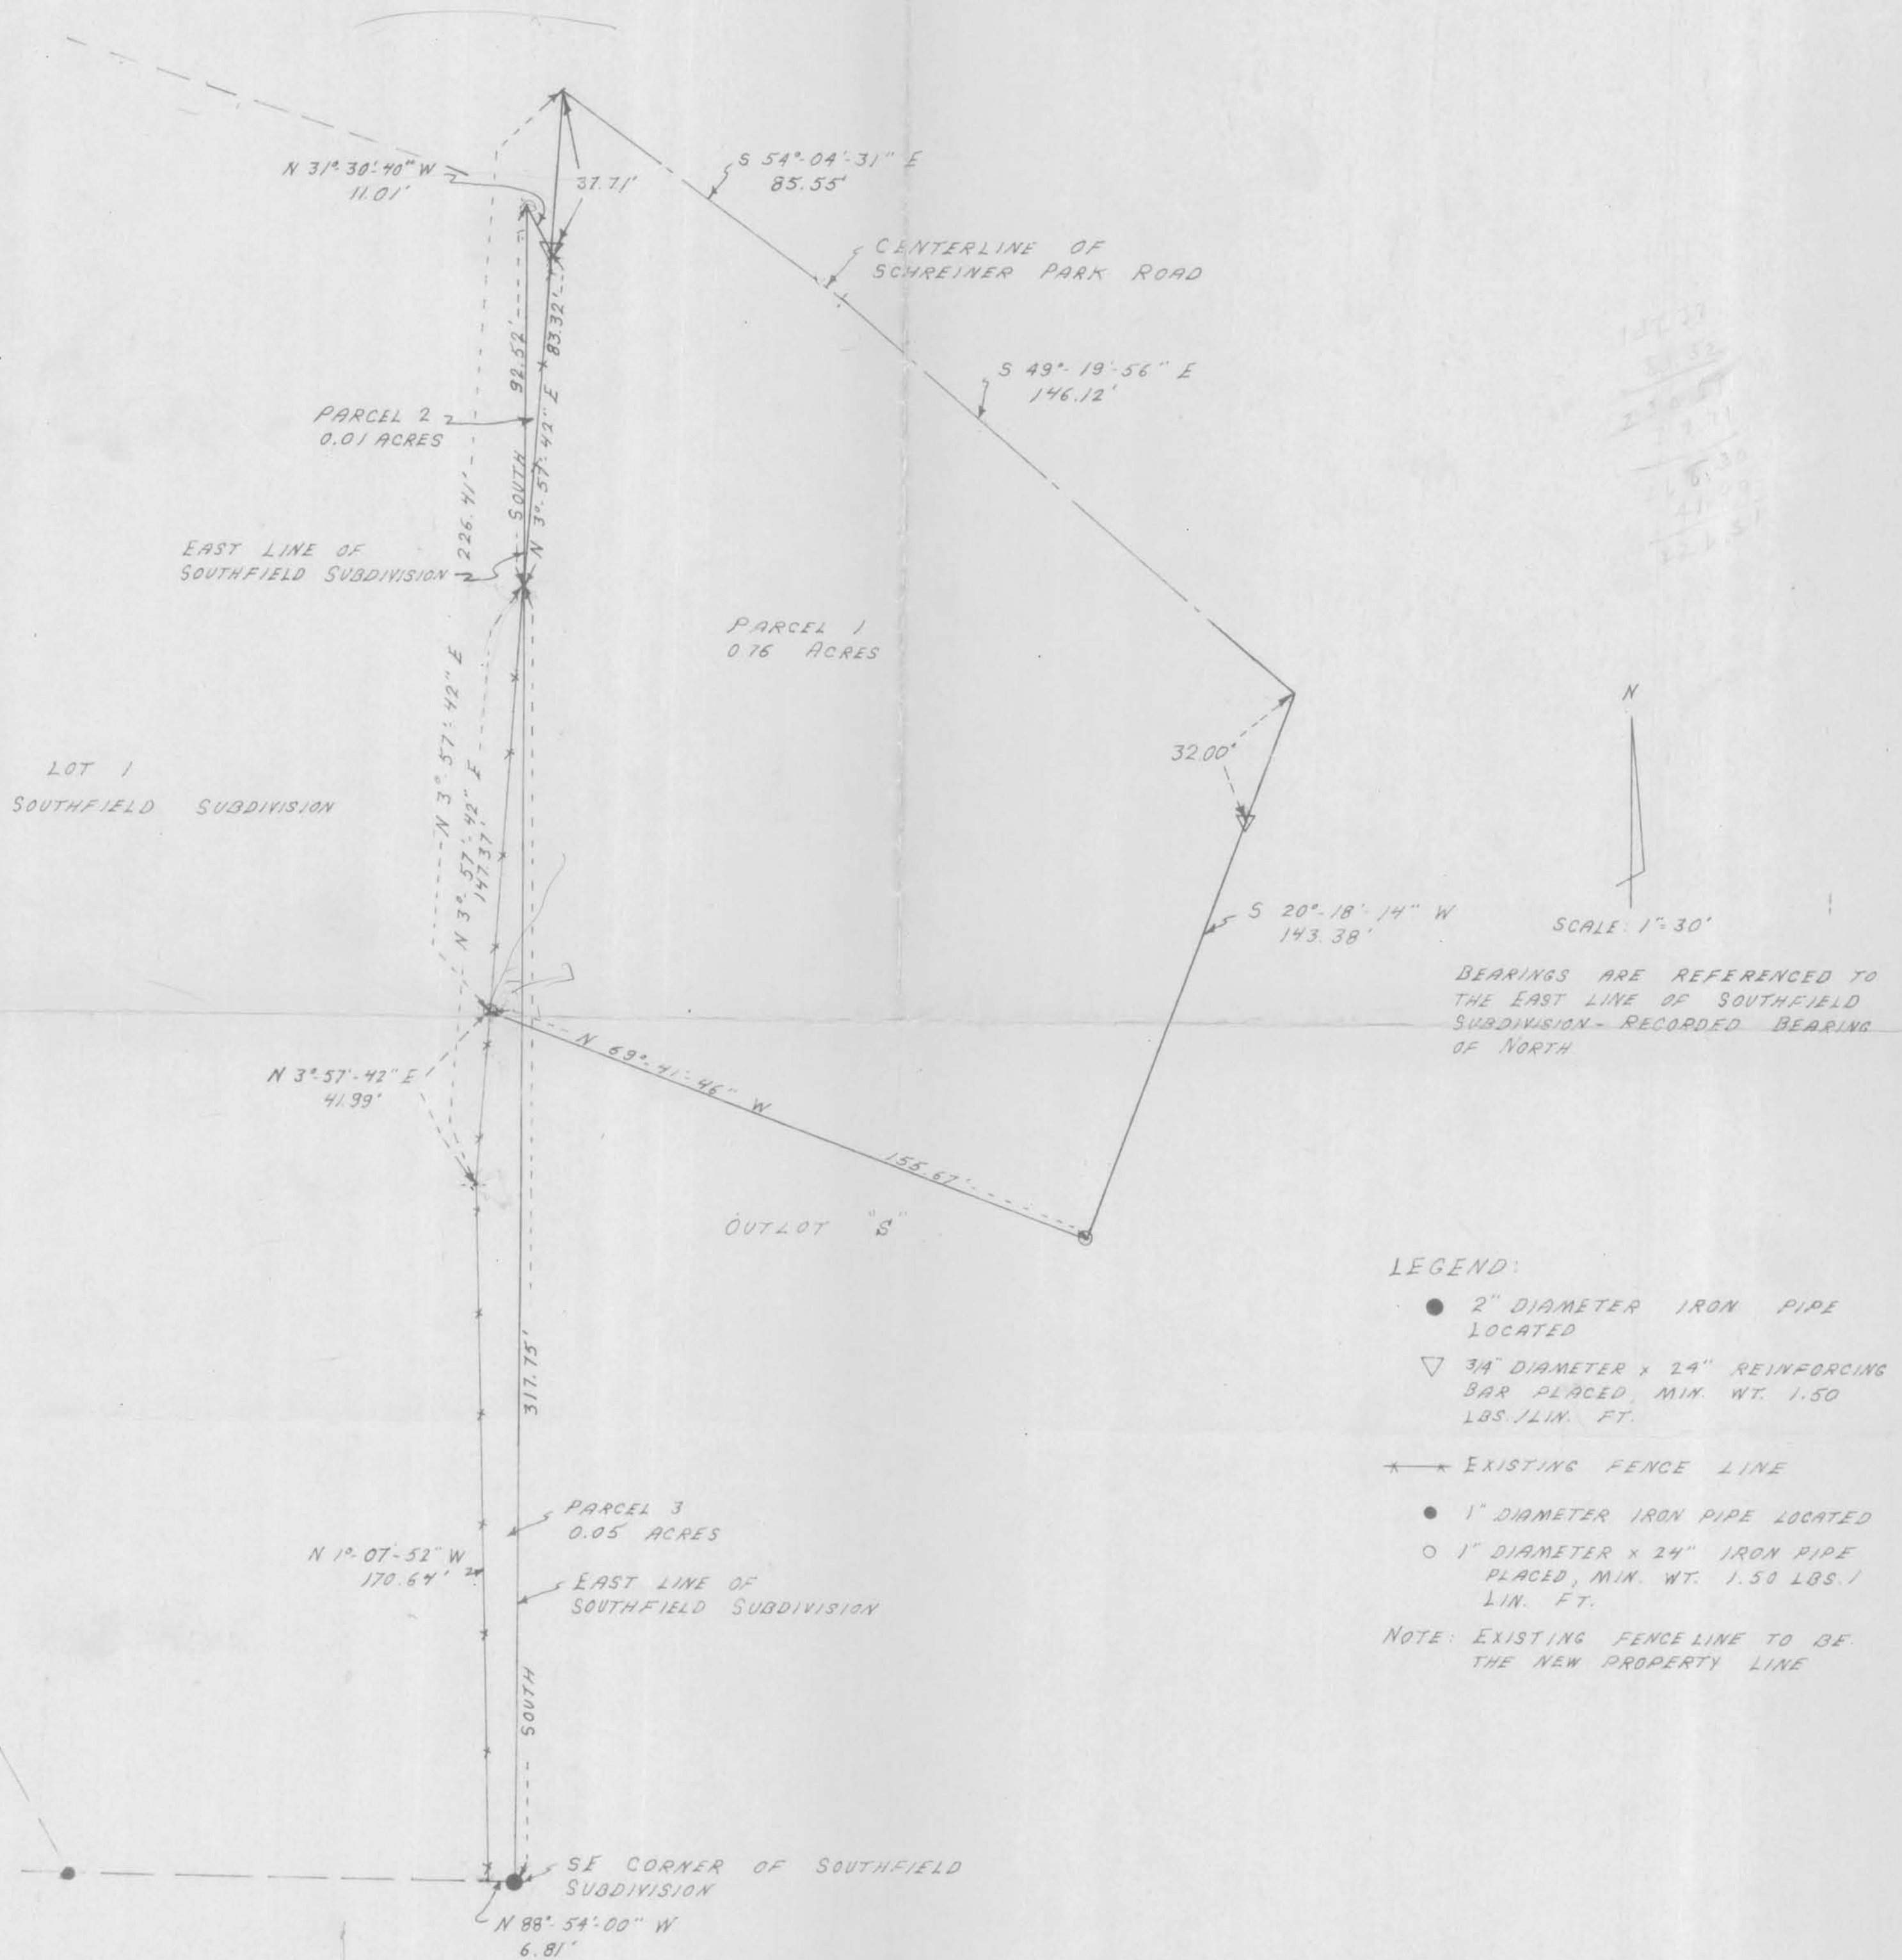 N 31°-30'-40" W
11.01'
37.71'
S 54°-04'-31" E
85.55'
CENTERLINE OF
SCHREINER PARK ROAD
S 49°-19'-56" E
146.12'
SOUTH 92.52'
N 3°-57'-42" E 83.32'
PARCEL 2
0.01 ACRES
226.41'
EAST LINE OF
SOUTHFIELD SUBDIVISION
PARCEL 1
0.76 ACRES
N 3°-57'-42" E
N 3°-57'-42" E
147.37'
LOT 1
SOUTHFIELD SUBDIVISION
32.00'
N
S 20°-18'-14" W
143.38'
SCALE: 1"=30'
BEARINGS ARE REFERENCED TO
THE EAST LINE OF SOUTHFIELD
SUBDIVISION - RECORDED BEARING
OF NORTH
N 69°-41'-46" W
155.67'
N 3°-57'-42" E
41.99'
OUTLOT "S"
317.75'
SOUTH
LEGEND:
2" DIAMETER IRON PIPE
LOCATED
3/4" DIAMETER x 24" REINFORCING
BAR PLACED, MIN. WT. 1.50
LBS./LIN. FT.
EXISTING FENCE LINE
1" DIAMETER IRON PIPE LOCATED
1" DIAMETER x 24" IRON PIPE
PLACED, MIN. WT. 1.50 LBS./
LIN. FT.
NOTE: EXISTING FENCE LINE TO BE
THE NEW PROPERTY LINE
PARCEL 3
0.05 ACRES
N 1°-07'-52" W
170.64'
EAST LINE OF
SOUTHFIELD SUBDIVISION
SE CORNER OF SOUTHFIELD
SUBDIVISION
N 88°-54'-00" W
6.81'